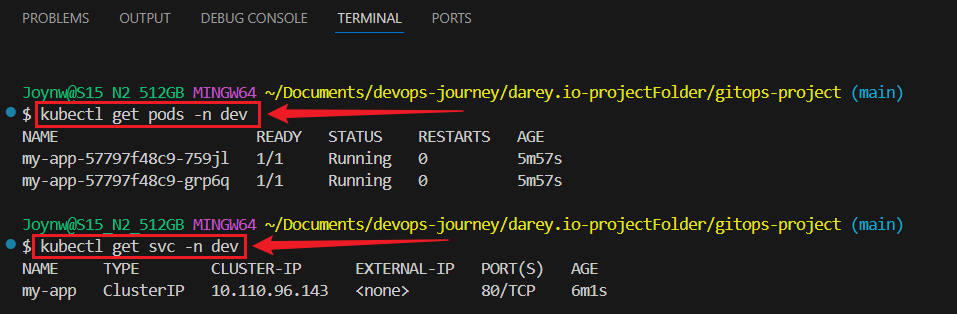 PROBLEMS OUTPUT DEBUG CONSOLE TERMINAL PORTS
Joynw@S15_N2_512GB MINGW64 ~/Documents/devops-journey/darey.io-projectFolder/gitops-project (main)
$ kubectl get pods -n dev
NAME READY STATUS RESTARTS AGE
my-app-57797f48c9-759jl 1/1 Running 0 5m57s
my-app-57797f48c9-grp6q 1/1 Running 0 5m57s
Joynw@S15_N2_512GB MINGW64 ~/Documents/devops-journey/darey.io-projectFolder/gitops-project (main)
$ kubectl get svc -n dev
NAME TYPE CLUSTER-IP EXTERNAL-IP PORT(S) AGE
my-app ClusterIP 10.110.96.143 <none> 80/TCP 6m1s